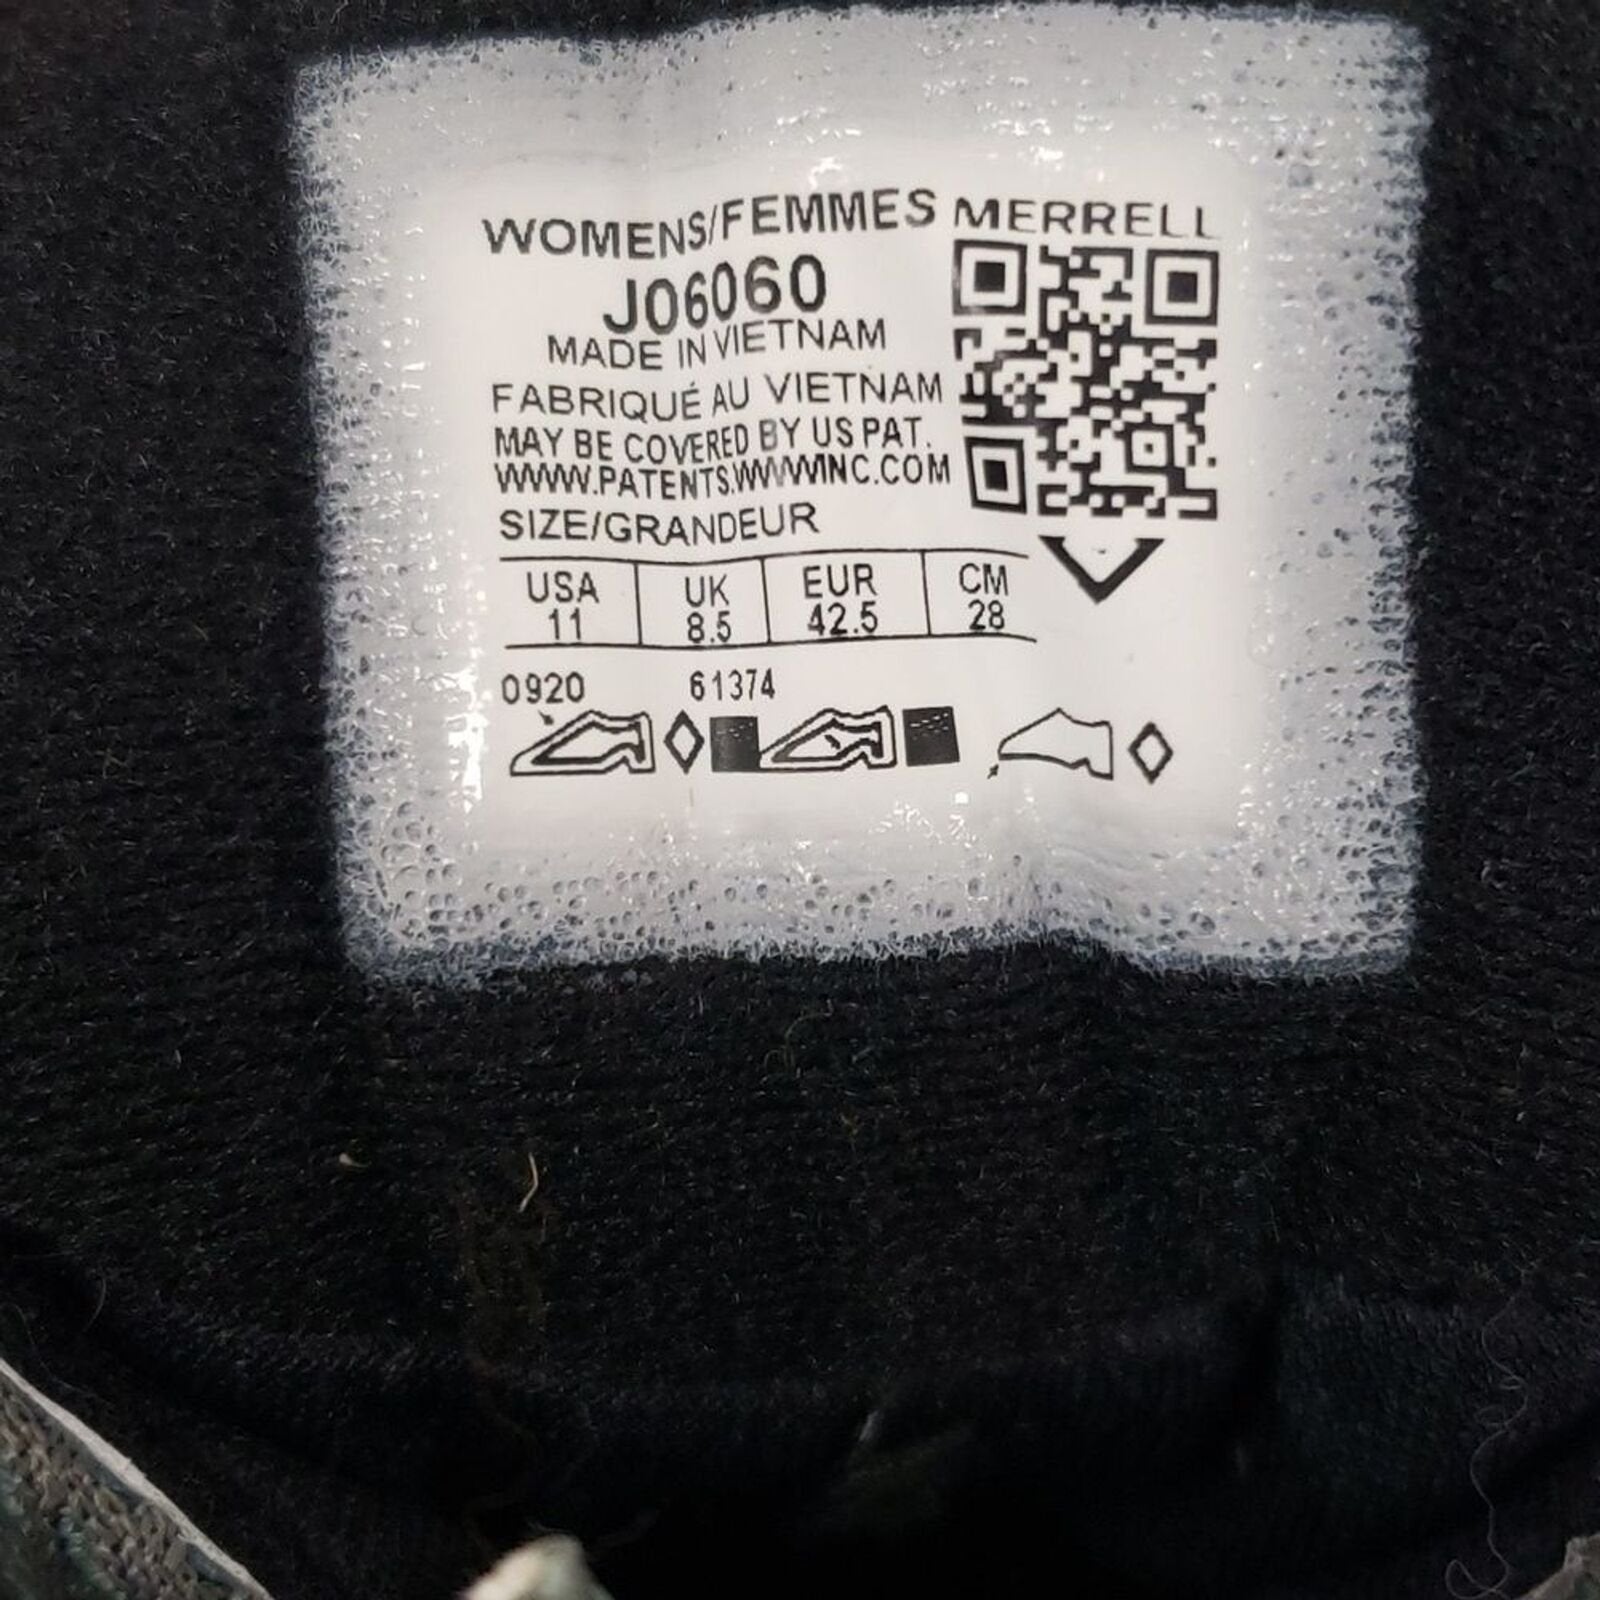 WOMENS/FEMMES MERRELL
J06060
MADE IN VIETNAM
FABRIQUÉ AU VIETNAM
MAY BE COVERED BY US PAT.
WWW.PATENTS.WWWINC.COM
SIZE/GRANDEUR
USA UK EUR CM
11 8.5 42.5 28
0920 61374